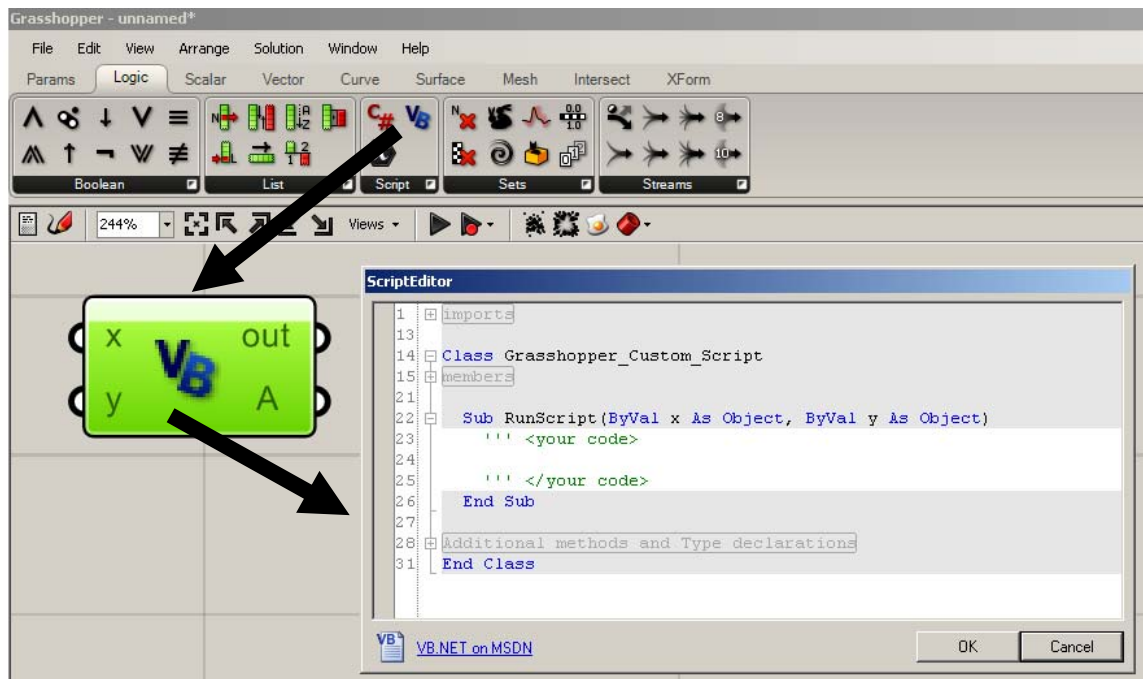 Grasshopper - unnamed*
File Edit View Arrange Solution Window Help
Params Logic Scalar Vector Curve Surface Mesh Intersect XForm
Boolean List Script Sets Streams
244% Views
x out
VB
y A
ScriptEditor
1 imports
13
14 Class Grasshopper_Custom_Script
15 members
21
22 Sub RunScript(ByVal x As Object, ByVal y As Object)
23 ''' <your code>
24
25 ''' </your code>
26 End Sub
27
28 Additional methods and Type declarations
31 End Class
VB VB.NET on MSDN OK Cancel